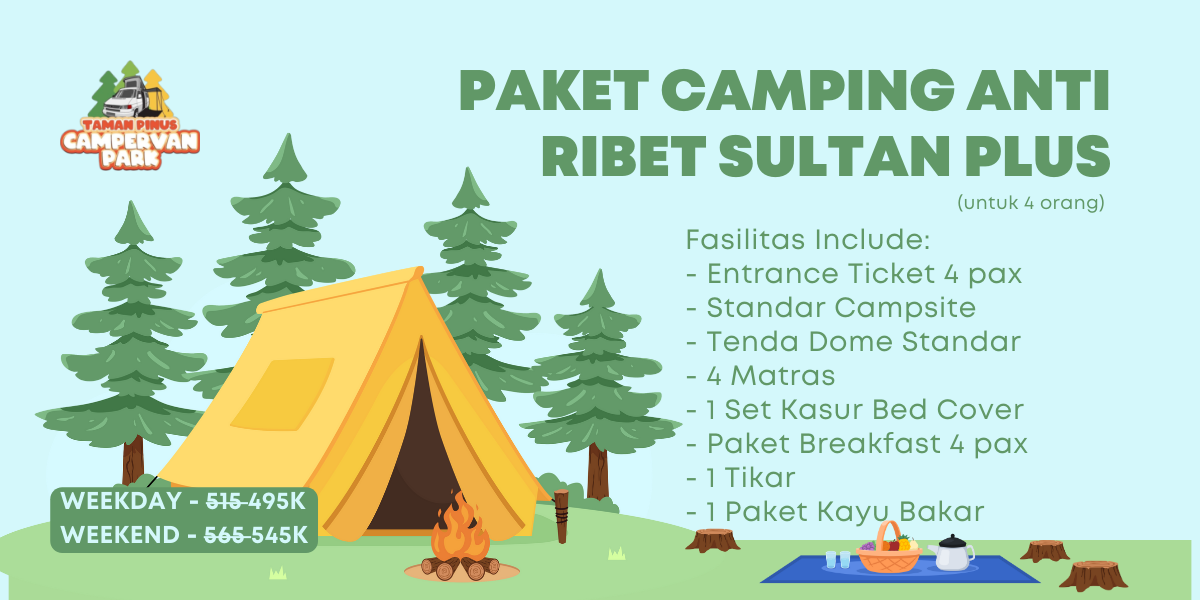 TAMAN PINUS
CAMPERVAN
PARK
PAKET CAMPING ANTI
RIBET SULTAN PLUS
(untuk 4 orang)
Fasilitas Include:
- Entrance Ticket 4 pax
- Standar Campsite
- Tenda Dome Standar
- 4 Matras
- 1 Set Kasur Bed Cover
- Paket Breakfast 4 pax
- 1 Tikar
- 1 Paket Kayu Bakar
WEEKDAY - 515 495K
WEEKEND - 565 545K